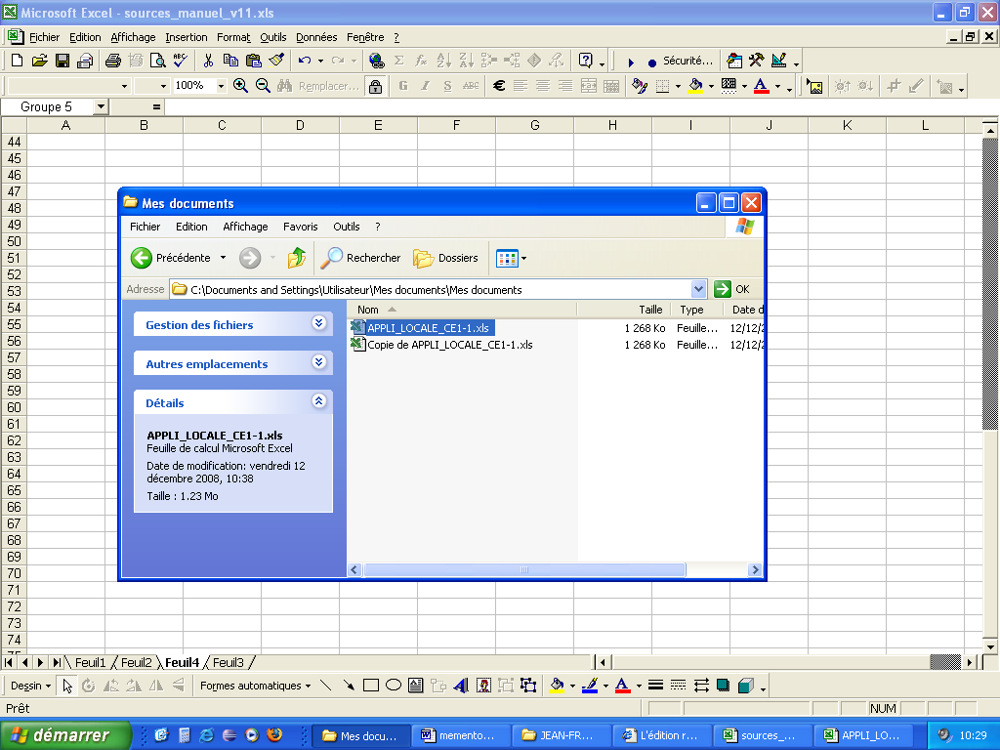 Microsoft Excel - sources_manuel_v11.xls
Fichier Edition Affichage Insertion Format Outils Données Fenêtre ?
Sécurité...
100% Remplacer... G I S ABC €
Groupe 5 =
A B C D E F G H I J K L
44
45
46
47
48
49
50
51
52
53
54
55
56
57
58
59
60
61
62
63
64
65
66
67
68
69
70
71
72
73
74
Mes documents
Fichier Edition Affichage Favoris Outils ?
Précédente Rechercher Dossiers
Adresse C:\Documents and Settings\Utilisateur\Mes documents\Mes documents OK
Gestion des fichiers
Autres emplacements
Détails
APPLI_LOCALE_CE1-1.xls
Feuille de calcul Microsoft Excel
Date de modification: vendredi 12
décembre 2008, 10:38
Taille : 1.23 Mo
Nom Taille Type Date d
APPLI_LOCALE_CE1-1.xls 1 268 Ko Feuille... 12/12/2
Copie de APPLI_LOCALE_CE1-1.xls 1 268 Ko Feuille... 12/12/2
Feuil1 Feuil2 Feuil4 Feuil3
Dessin Formes automatiques
Prêt NUM
démarrer Mes docu... memento... JEAN-FR... L'édition r... sources_... APPLI_LO... 10:29